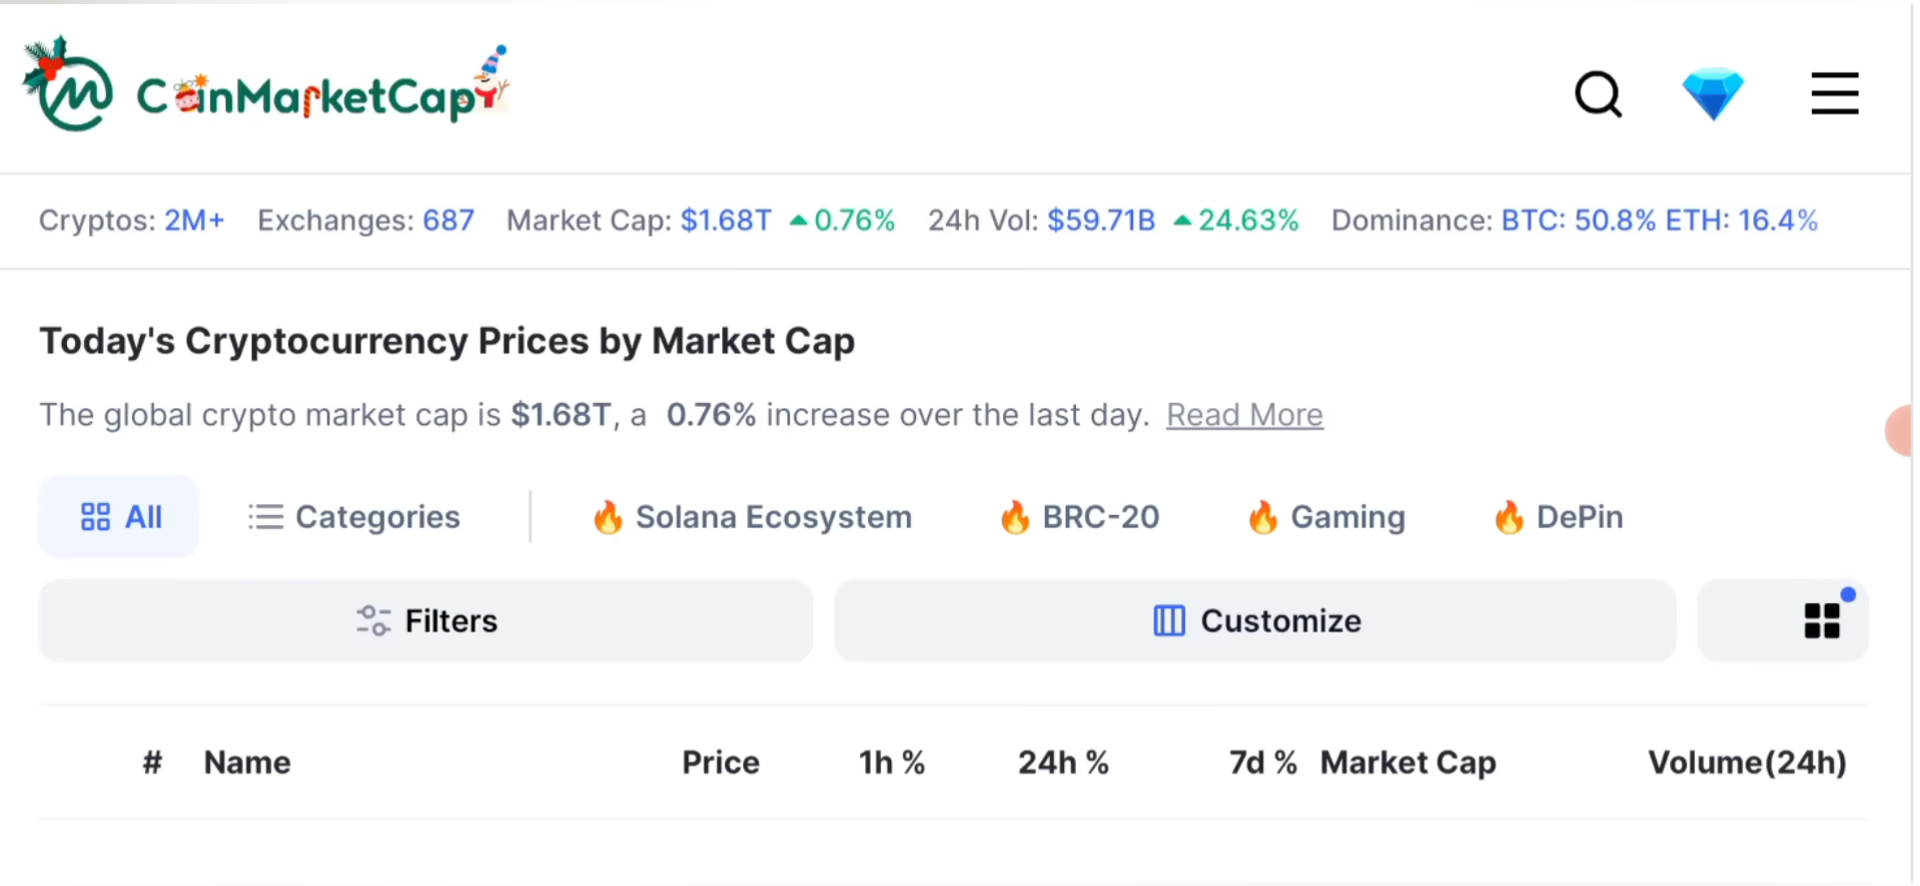 CoinMarketCap
Cryptos: 2M+ Exchanges: 687 Market Cap: $1.68T 0.76% 24h Vol: $59.71B 24.63% Dominance: BTC: 50.8% ETH: 16.4%
Today's Cryptocurrency Prices by Market Cap
The global crypto market cap is $1.68T, a 0.76% increase over the last day. Read More
All Categories Solana Ecosystem BRC-20 Gaming DePin
Filters Customize
# Name Price 1h % 24h % 7d % Market Cap Volume(24h)